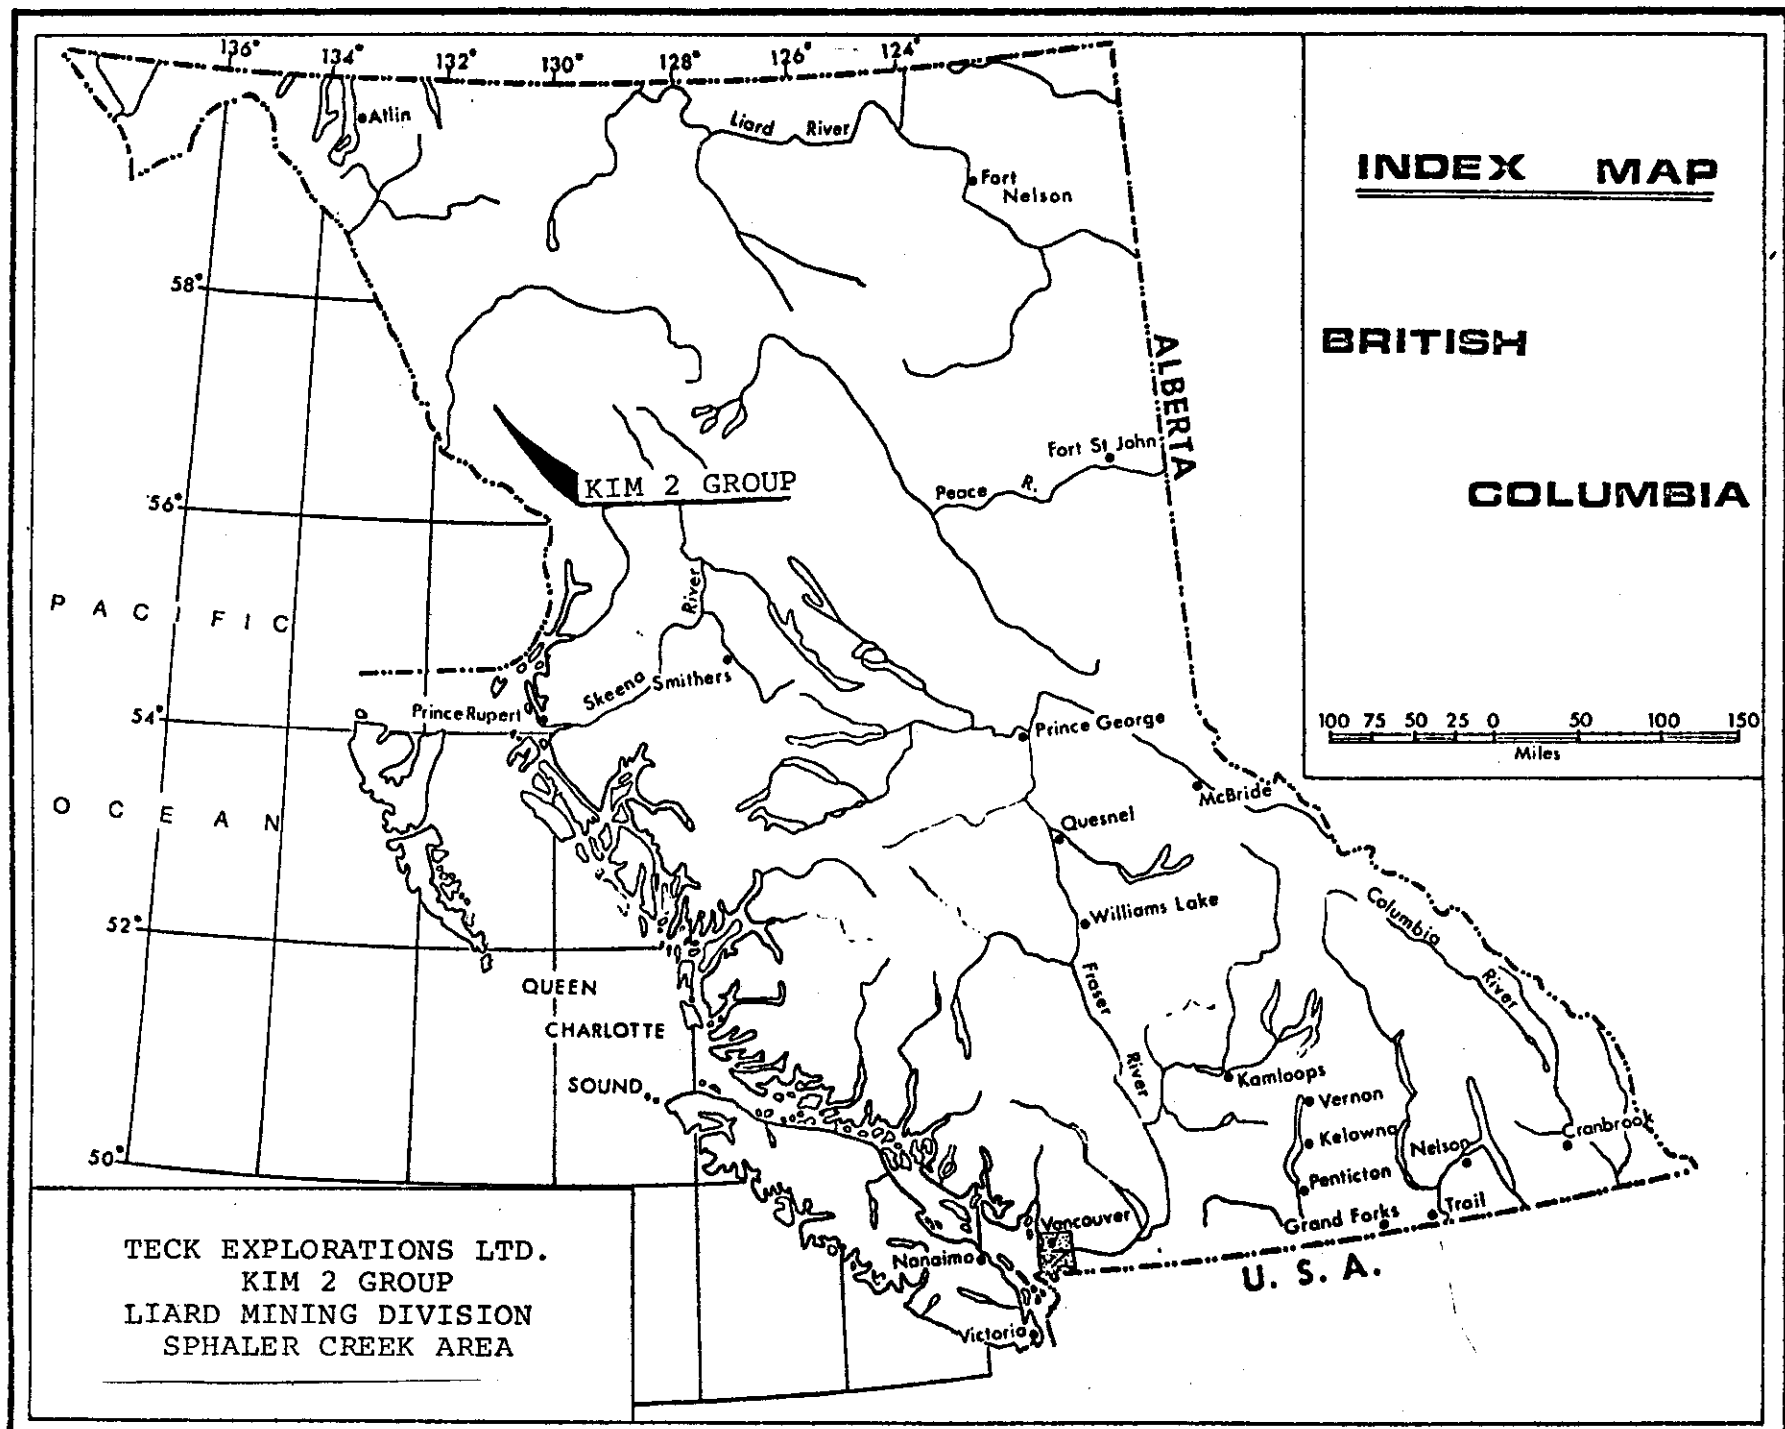 136° 134° 132° 130° 128° 126° 124°
Atlin
Liard River
Fort
Nelson
INDEX MAP
58°
BRITISH
ALBERTA
Fort St John
KIM 2 GROUP
Peace R.
COLUMBIA
56°
PACIFIC
River
Skeena
Smithers
54°
Prince Rupert
Prince George
100 75 50 25 0 50 100 150
Miles
McBride
OCEAN
Quesnel
Williams Lake
Columbia
River
52°
QUEEN
CHARLOTTE
SOUND
Fraser
River
Kamloops
Vernon
Kelowna
Nelson
Cranbrook
50°
Penticton
Grand Forks
Trail
Vancouver
Nanaimo
U. S. A.
Victoria
TECK EXPLORATIONS LTD.
KIM 2 GROUP
LIARD MINING DIVISION
SPHALER CREEK AREA